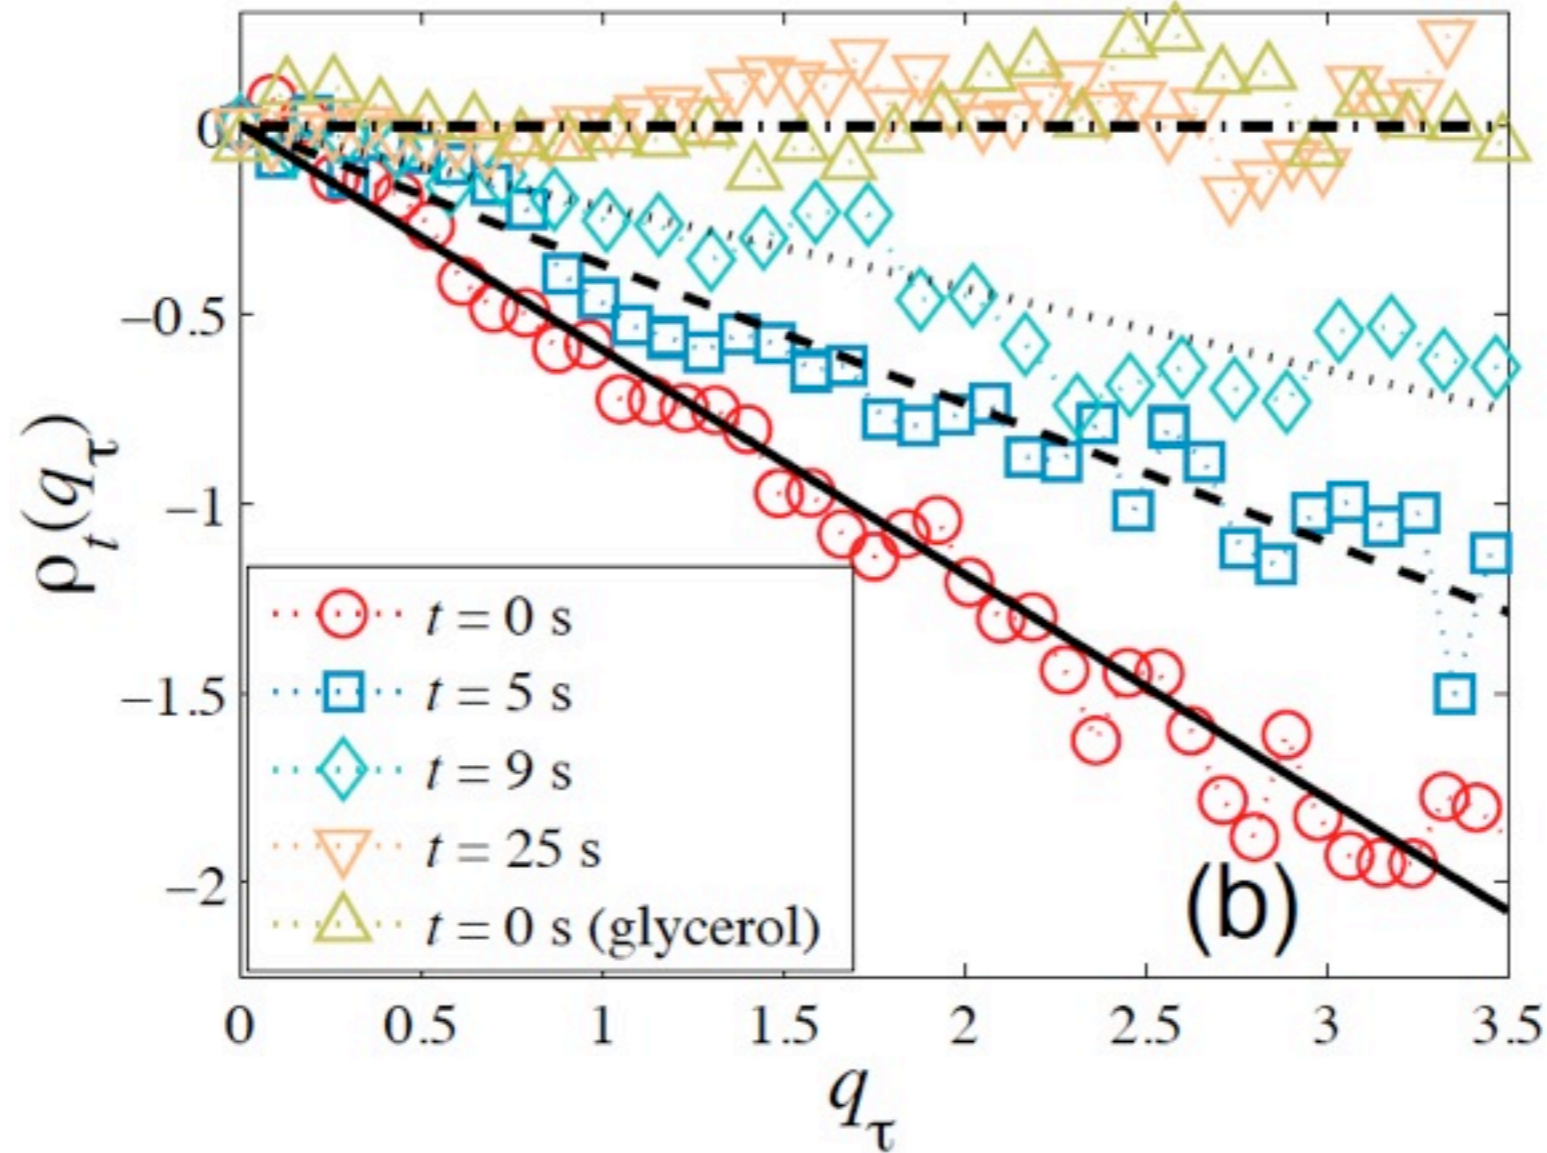 0
−0.5
−1
−1.5
−2
ρt(qτ)
t = 0 s
t = 5 s
t = 9 s
t = 25 s
t = 0 s (glycerol)
(b)
0 0.5 1 1.5 2 2.5 3 3.5
qτ